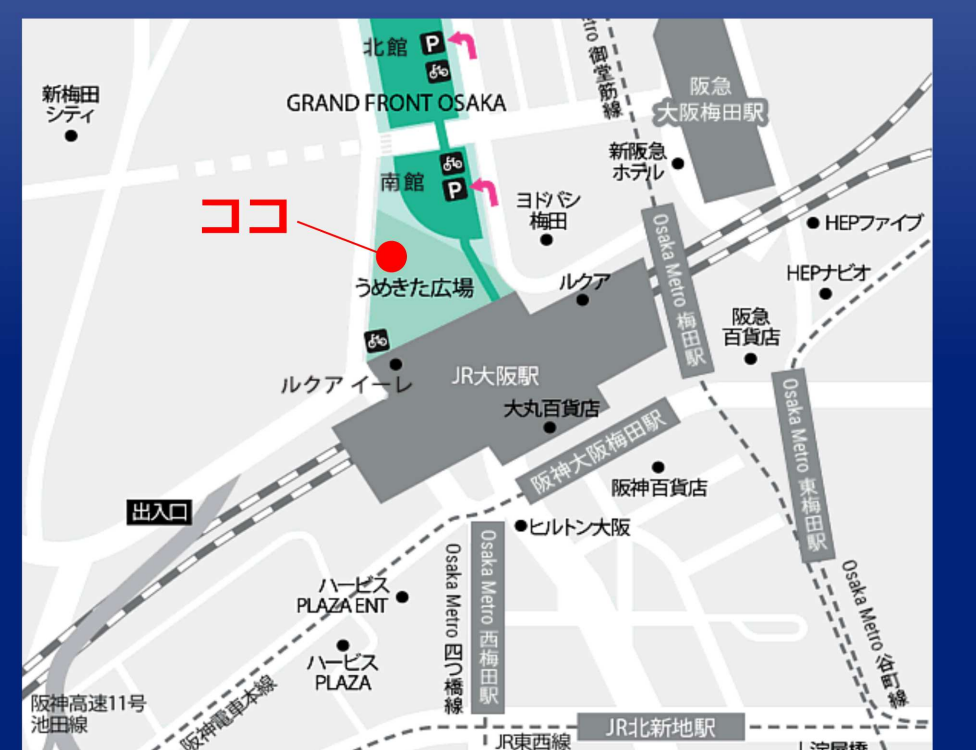 北館 P
GRAND FRONT OSAKA
新梅田
シティ
御堂筋線
阪急
大阪梅田駅
新阪急
ホテル
南館 P
ココ
ヨドバシ
梅田
Osaka Metro 梅田駅
HEPファイブ
うめきた広場
ルクア
HEPナビオ
阪急
百貨店
ルクア イーレ
JR大阪駅
大丸百貨店
Osaka Metro 東梅田駅
阪神大阪梅田駅
阪神百貨店
出入口
ヒルトン大阪
Osaka Metro 四つ橋線
Osaka Metro 西梅田駅
Osaka Metro 谷町線
ハービス
PLAZA ENT
ハービス
PLAZA
阪神高速11号
池田線
阪神電車本線
JR北新地駅
JR東西線